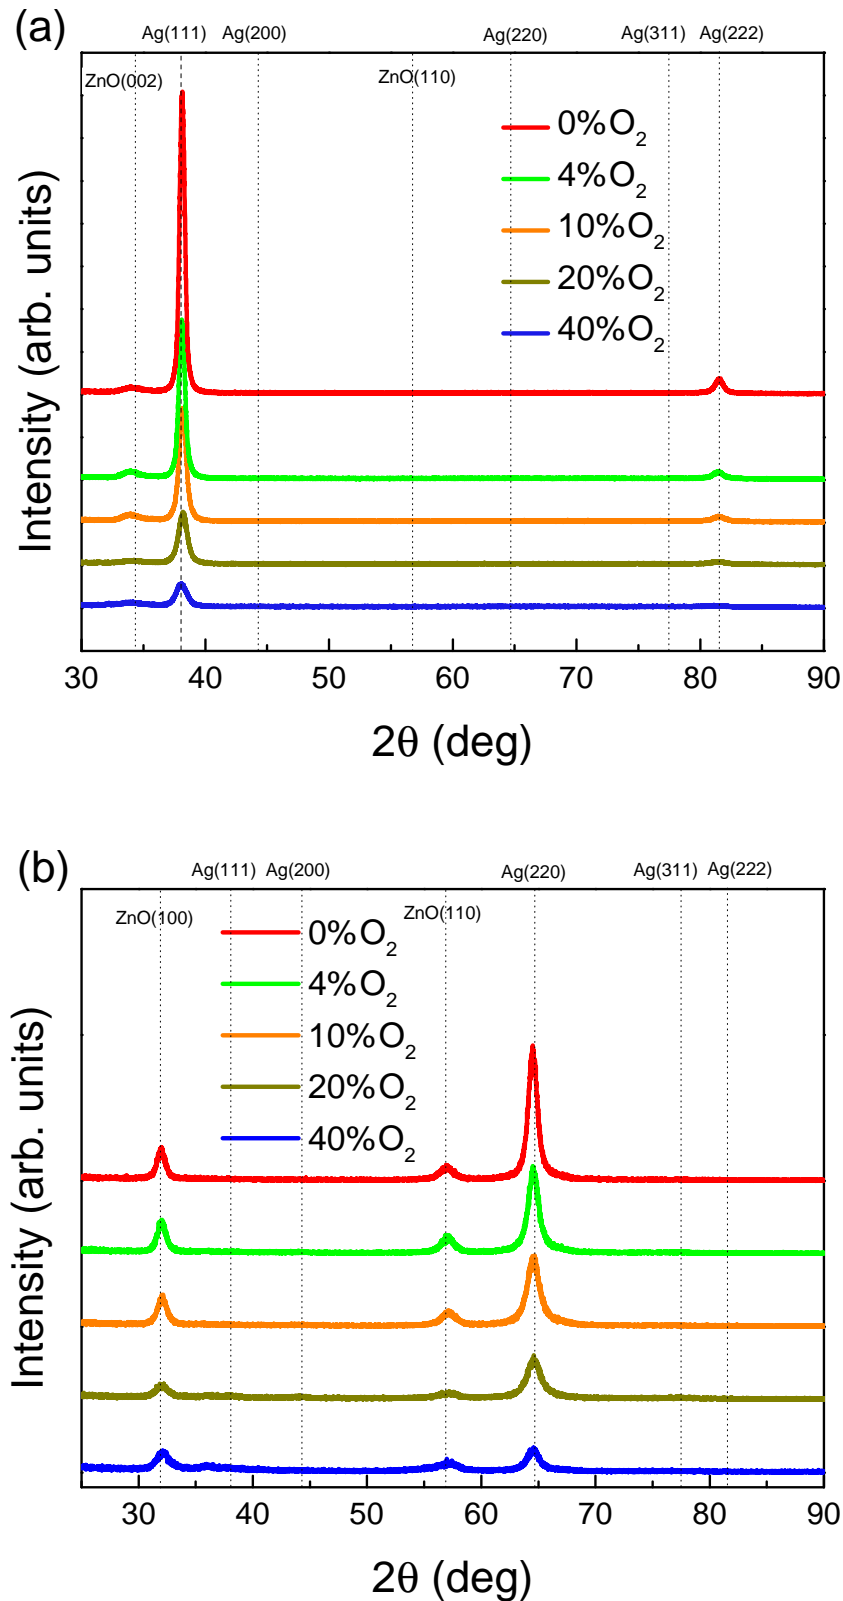 (a)
Ag(111) Ag(200) Ag(220) Ag(311) Ag(222)
ZnO(002) ZnO(110)
0%O₂
4%O₂
10%O₂
20%O₂
40%O₂
Intensity (arb. units)
30 40 50 60 70 80 90
2θ (deg)
(b)
Ag(111) Ag(200) Ag(220) Ag(311) Ag(222)
ZnO(100) ZnO(110)
0%O₂
4%O₂
10%O₂
20%O₂
40%O₂
Intensity (arb. units)
30 40 50 60 70 80 90
2θ (deg)